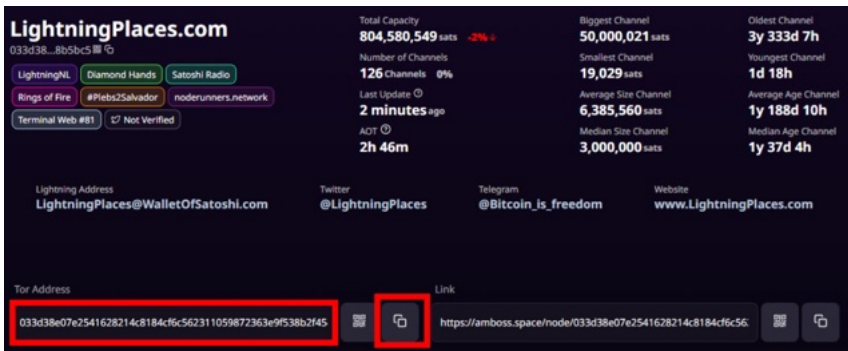 LightningPlaces.com
033d38...8b5bc5
LightningNL Diamond Hands Satoshi Radio
Rings of Fire #Plebs2Salvador noderunners.network
Terminal Web #81 Not Verified
Total Capacity
804,580,549 sats -2%
Number of Channels
126 Channels 0%
Last Update
2 minutes ago
AOT
2h 46m
Biggest Channel
50,000,021 sats
Smallest Channel
19,029 sats
Average Size Channel
6,385,560 sats
Median Size Channel
3,000,000 sats
Oldest Channel
3y 333d 7h
Youngest Channel
1d 18h
Average Age Channel
1y 188d 10h
Median Age Channel
1y 37d 4h
Lightning Address
LightningPlaces@WalletOfSatoshi.com
Twitter
@LightningPlaces
Telegram
@Bitcoin_is_freedom
Website
www.LightningPlaces.com
Tor Address
033d38e07e2541628214c8184cf6c562311059872363e9f538b2f45
Link
https://amboss.space/node/033d38e07e2541628214c8184cf6c56